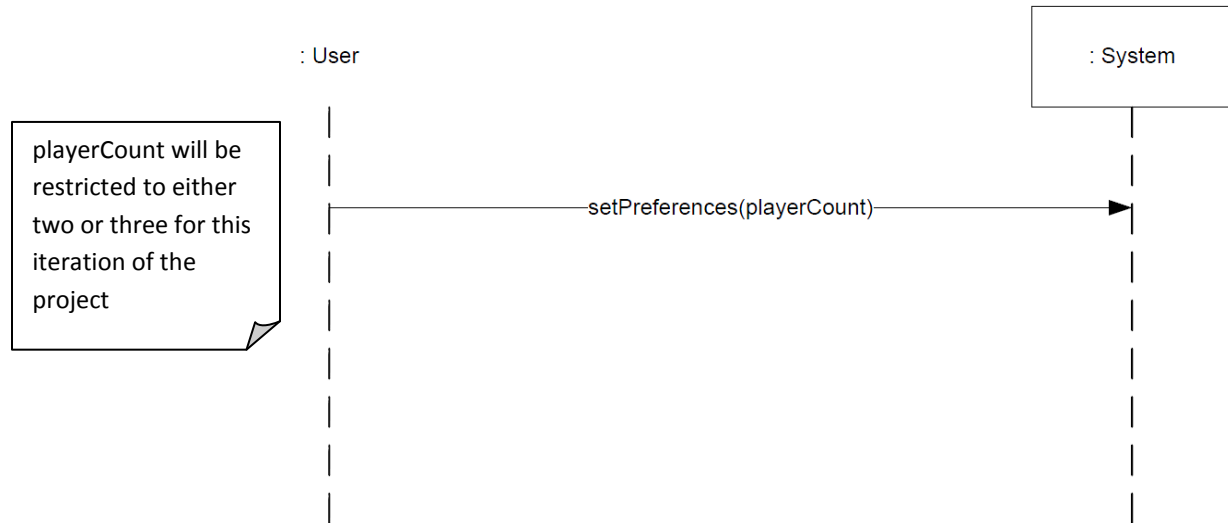 : User
: System
playerCount will be
restricted to either
two or three for this
iteration of the
project
setPreferences(playerCount)